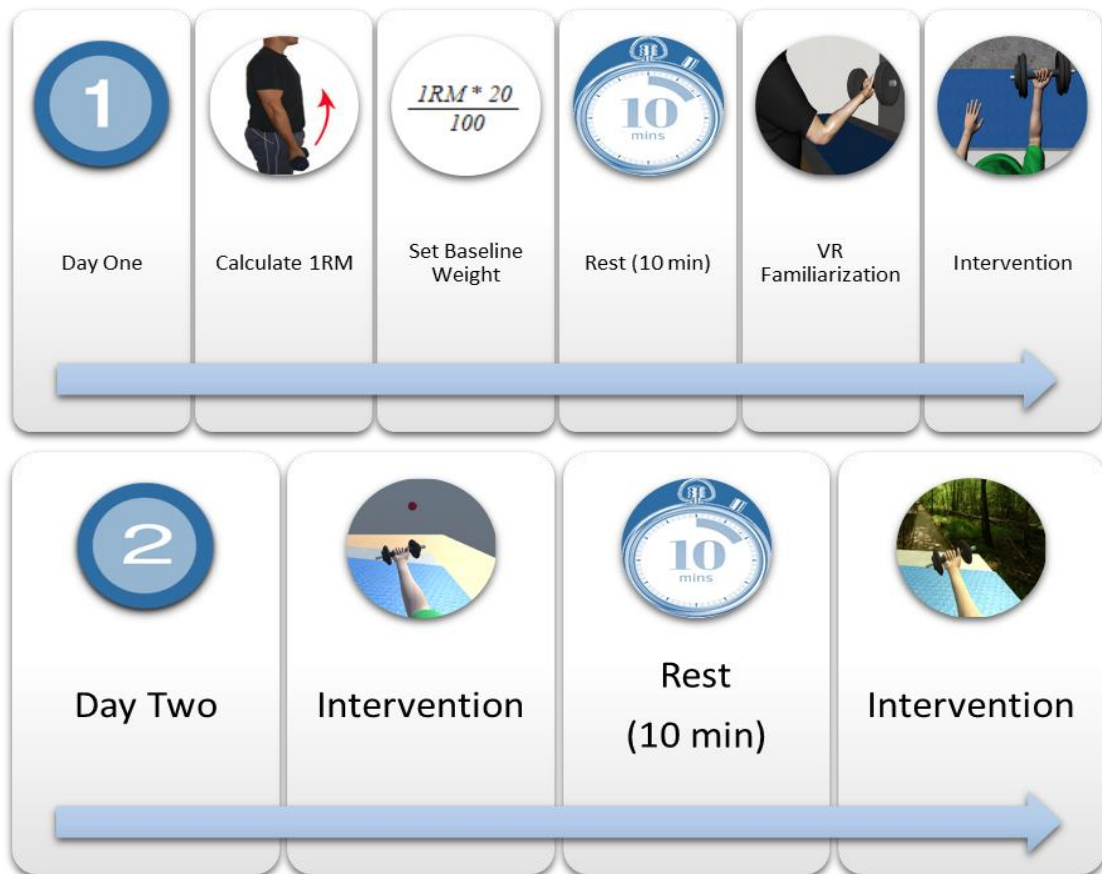 1
Day One
Calculate 1RM
1RM * 20
100
Set Baseline
Weight
10
mins
Rest (10 min)
VR
Familiarization
Intervention
2
Day Two
Intervention
10
mins
Rest
(10 min)
Intervention